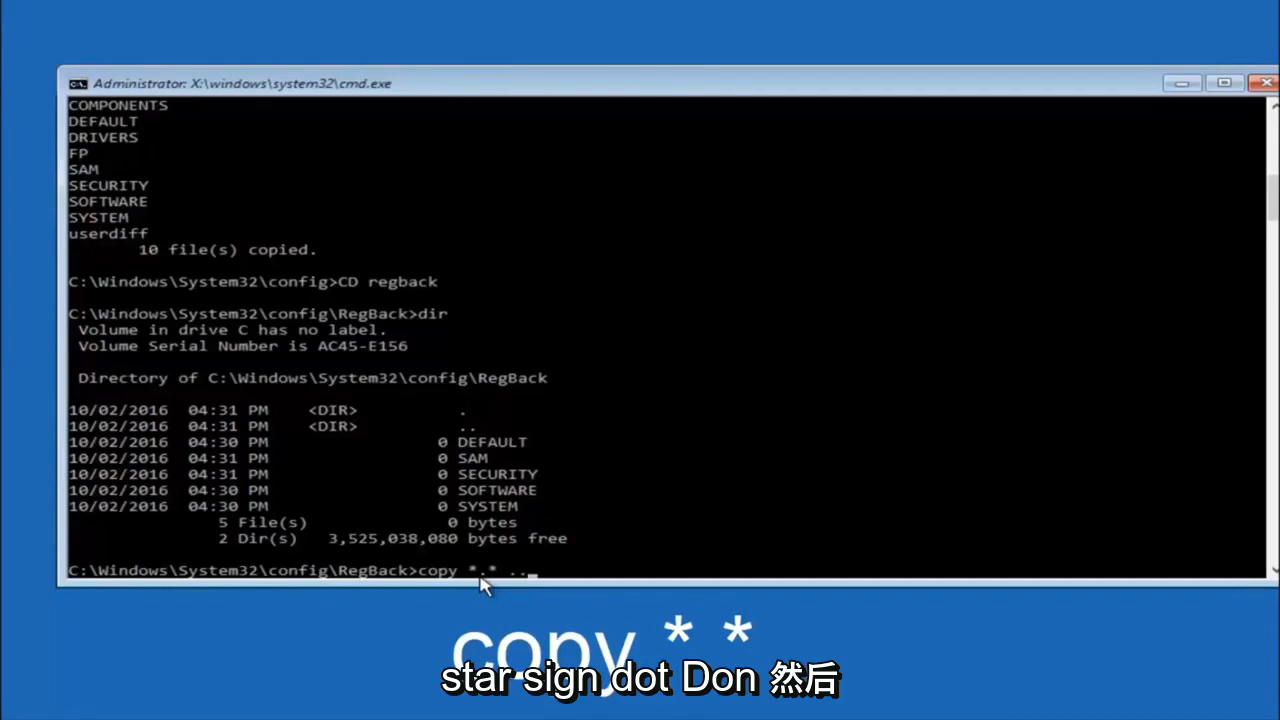 Administrator: X:\windows\system32\cmd.exe
COMPONENTS
DEFAULT
DRIVERS
FP
SAM
SECURITY
SOFTWARE
SYSTEM
userdiff
10 file(s) copied.
C:\Windows\System32\config>CD regback
C:\Windows\System32\config\RegBack>dir
Volume in drive C has no label.
Volume Serial Number is AC45-E156
Directory of C:\Windows\System32\config\RegBack
10/02/2016 04:31 PM <DIR> .
10/02/2016 04:31 PM <DIR> ..
10/02/2016 04:30 PM 0 DEFAULT
10/02/2016 04:31 PM 0 SAM
10/02/2016 04:31 PM 0 SECURITY
10/02/2016 04:30 PM 0 SOFTWARE
10/02/2016 04:30 PM 0 SYSTEM
5 File(s) 0 bytes
2 Dir(s) 3,525,038,080 bytes free
C:\Windows\System32\config\RegBack>copy *.* .._
copy * *
star sign dot Don 然后